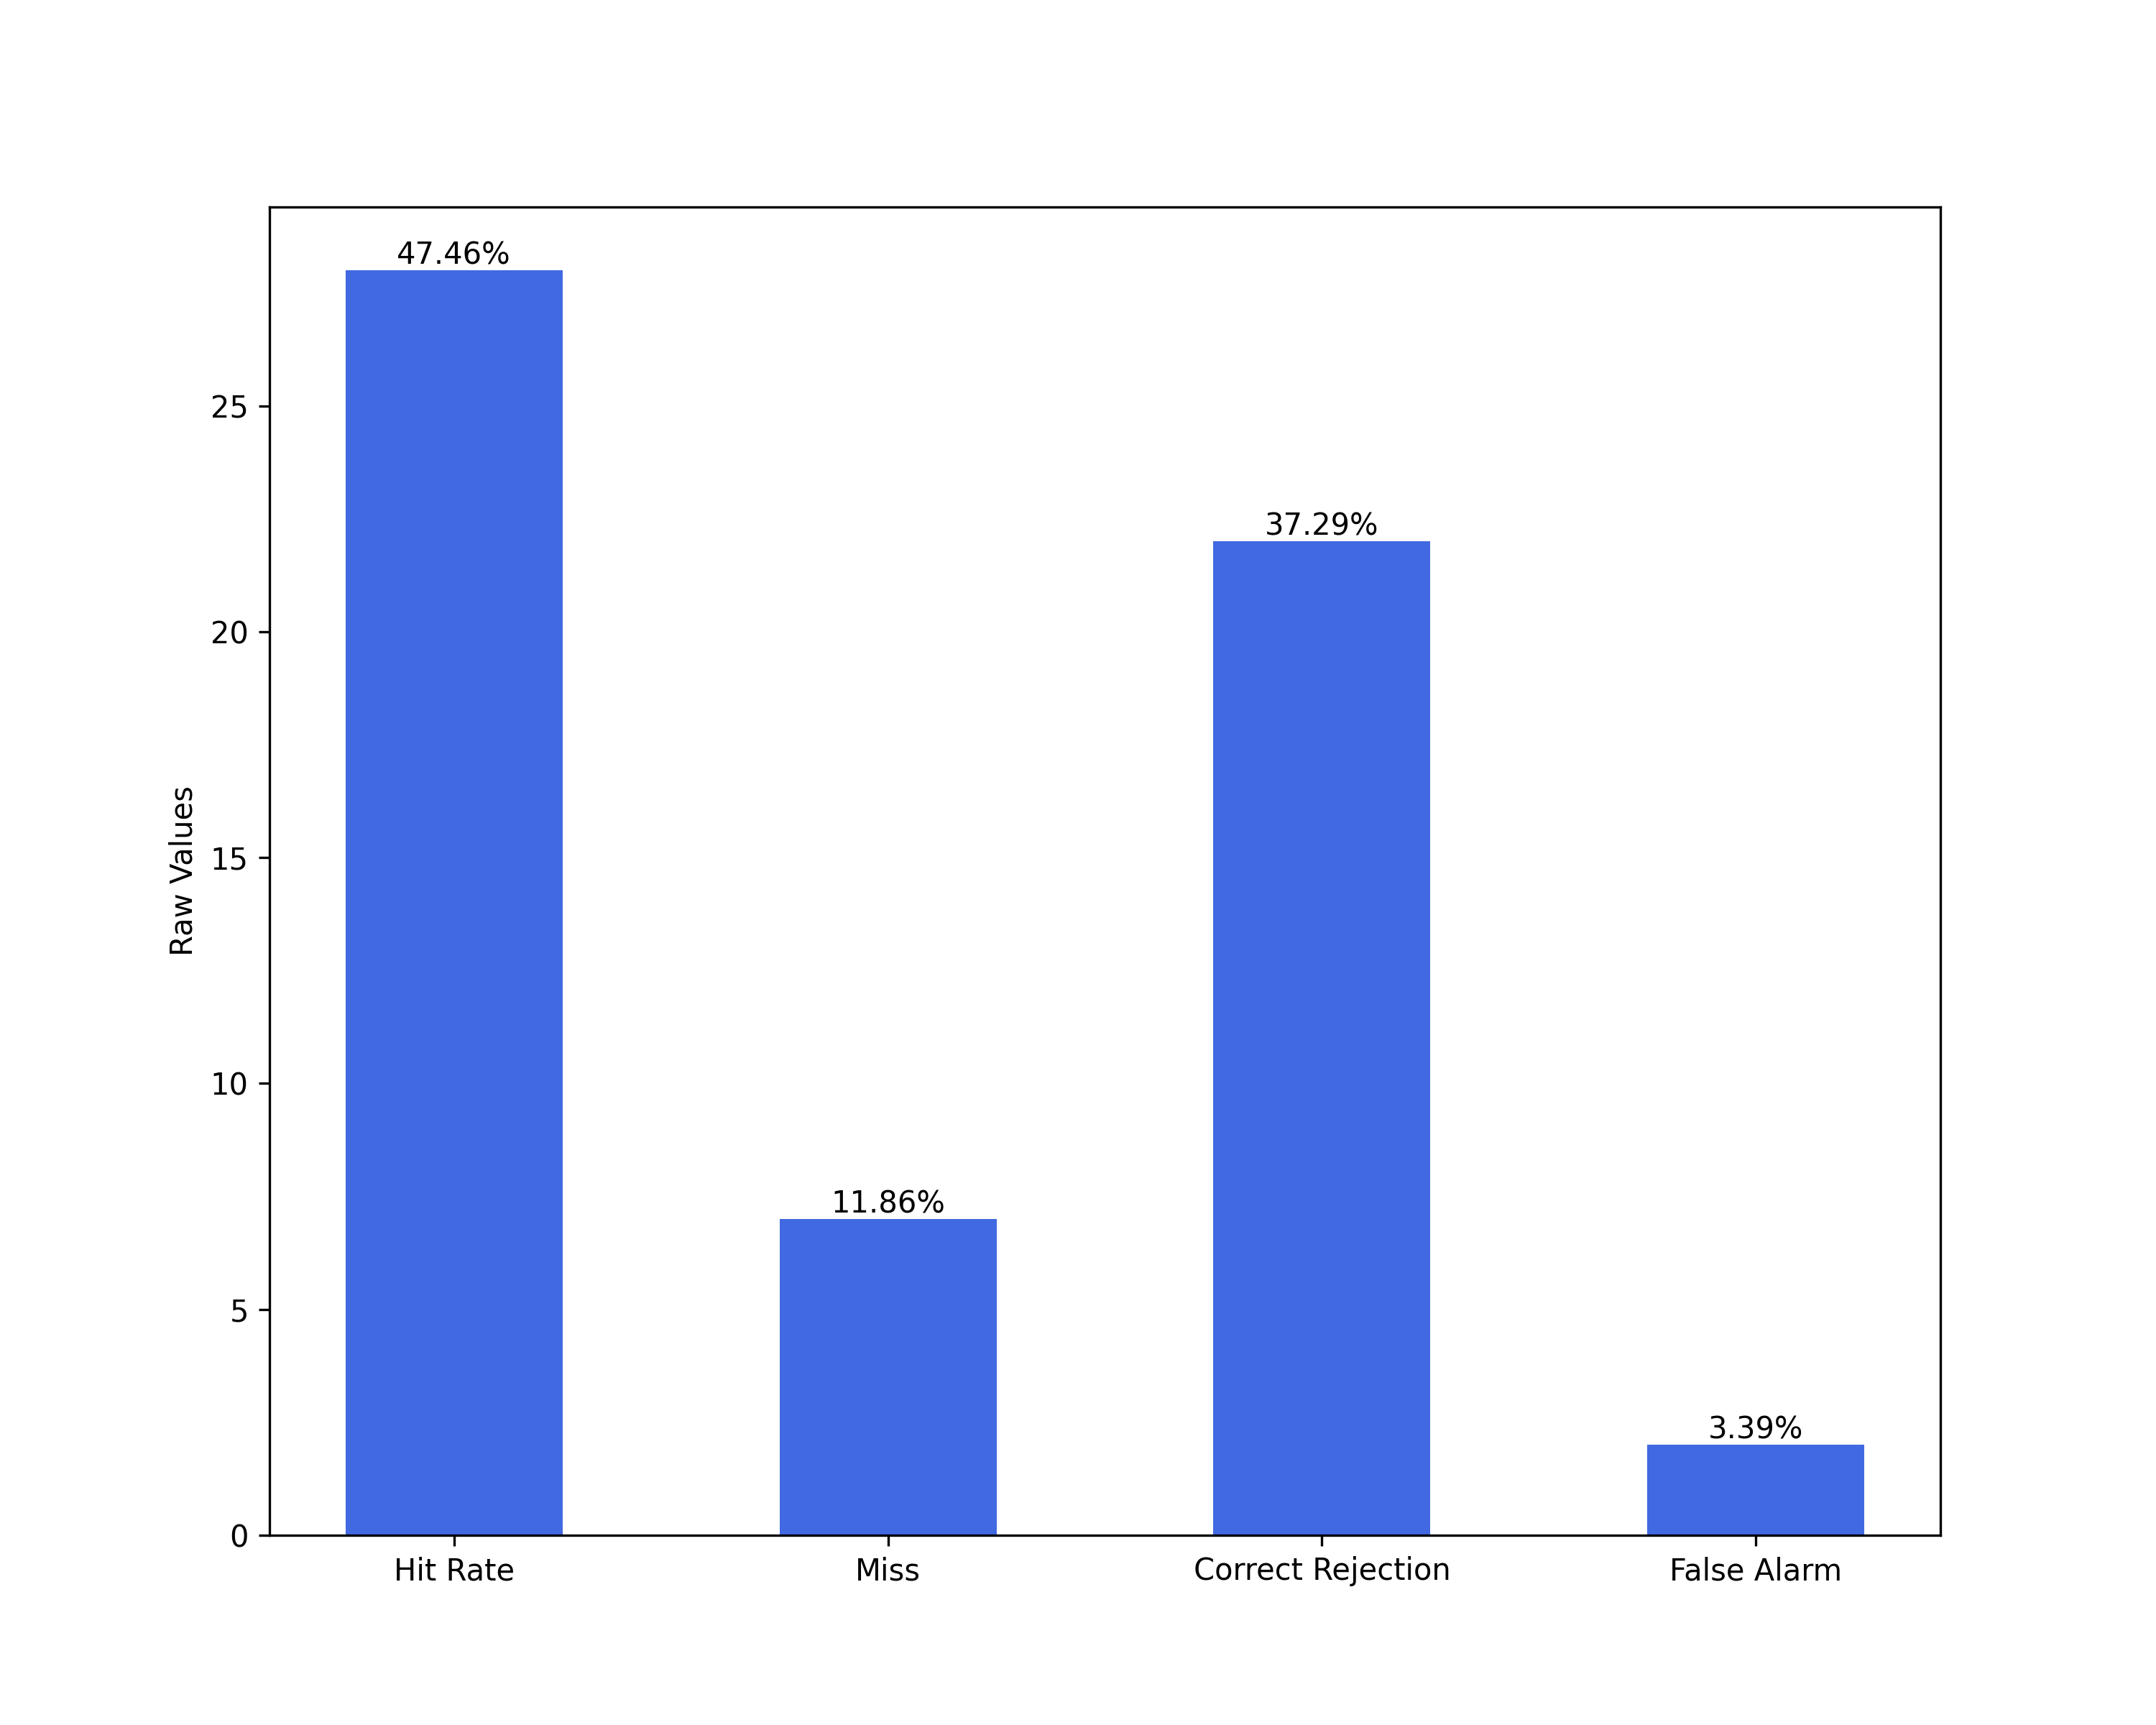 47.46%
25
37.29%
20
Raw Values
15
10
11.86%
5
3.39%
0
Hit Rate
Miss
Correct Rejection
False Alarm